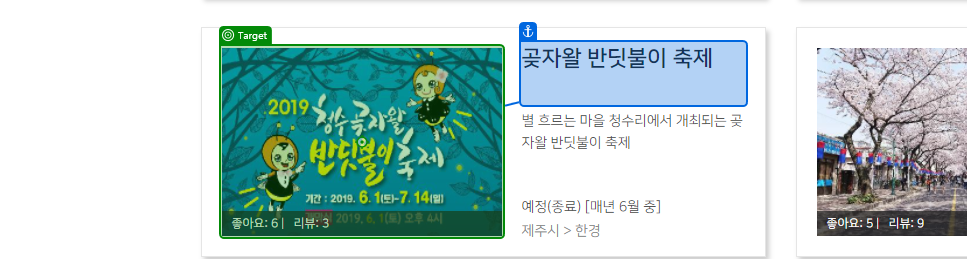 Target
곶자왈 반딧불이 축제
2019 청수곶자왈
반딧불이 축제
기간 : 2019. 6. 1(토)-7. 14(일)
2019, 6, 1(토) 오후 4시
좋아요: 6 | 리뷰: 3
별 흐르는 마을 청수리에서 개최되는 곶
자왈 반딧불이 축제
예정(종료) [매년 6월 중]
제주시 > 한경
좋아요: 5 | 리뷰: 9